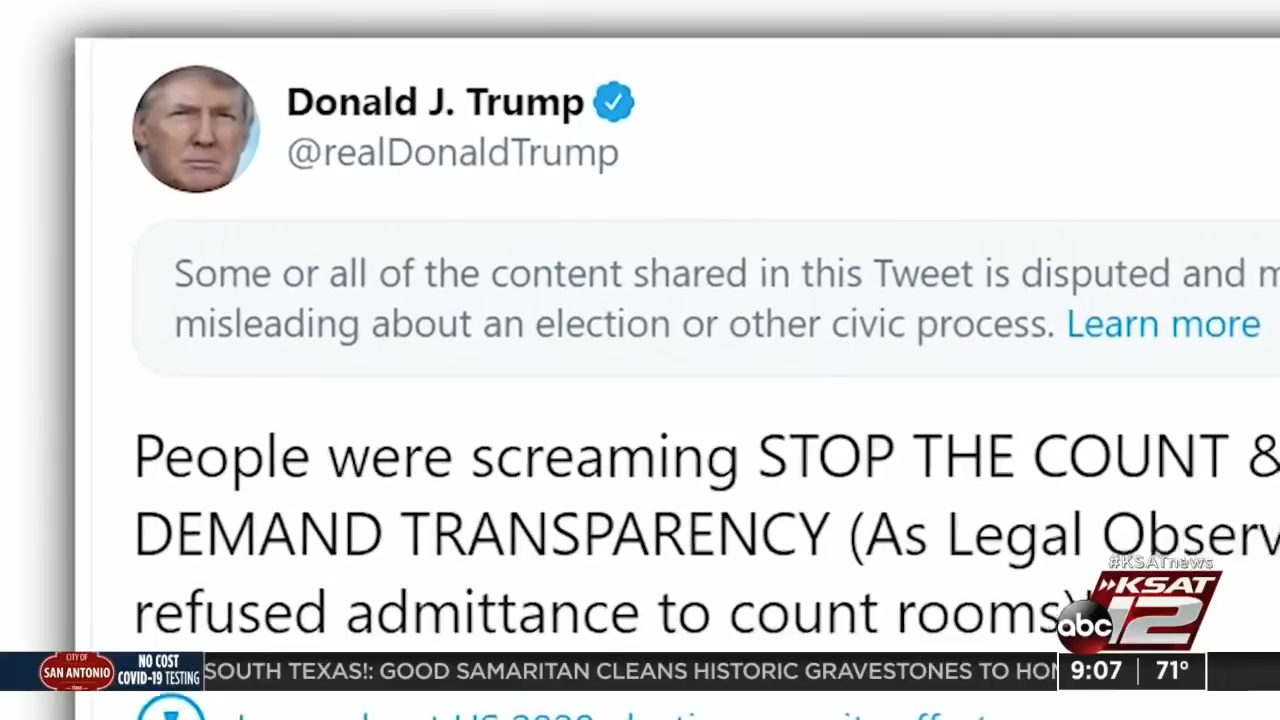 Donald J. Trump
@realDonaldTrump
Some or all of the content shared in this Tweet is disputed and
misleading about an election or other civic process. Learn more
People were screaming STOP THE COUNT &
DEMAND TRANSPARENCY (As Legal
refused admittance to count rooms)
#KSATnews
KSAT
abc 12
CITY OF
SAN ANTONIO
NO COST
COVID-19 TESTING
SOUTH TEXAS!: GOOD SAMARITAN CLEANS HISTORIC GRAVESTONES TO
9:07 71°